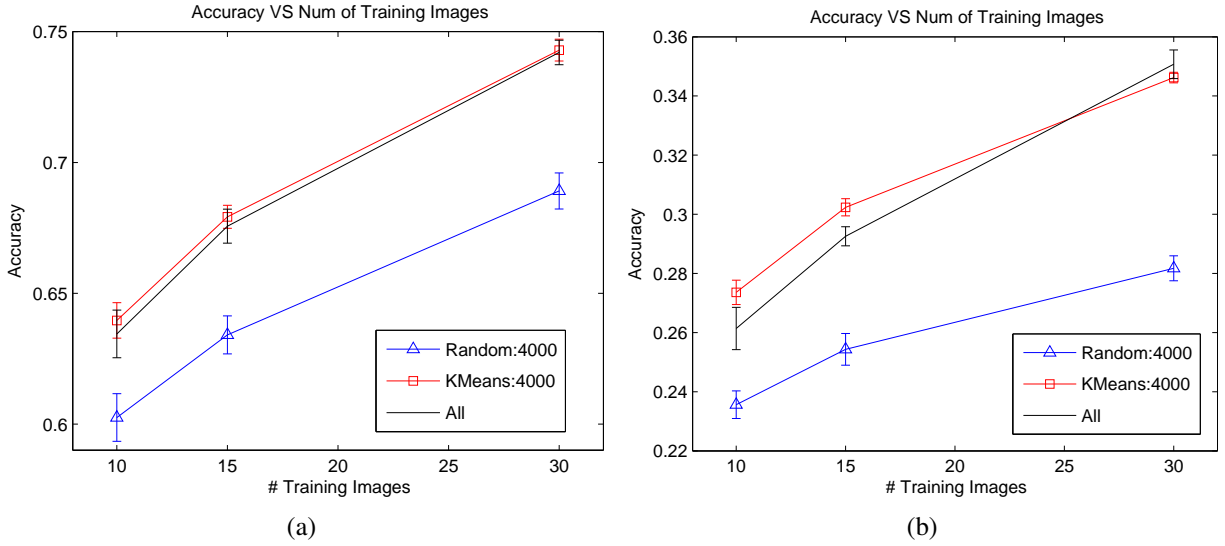 Accuracy VS Num of Training Images
0.75
0.7
0.65
0.6
Accuracy
10 15 20 25 30
# Training Images
Random:4000
KMeans:4000
All
(a)
Accuracy VS Num of Training Images
0.36
0.34
0.32
0.3
0.28
0.26
0.24
0.22
Accuracy
10 15 20 25 30
# Training Images
Random:4000
KMeans:4000
All
(b)